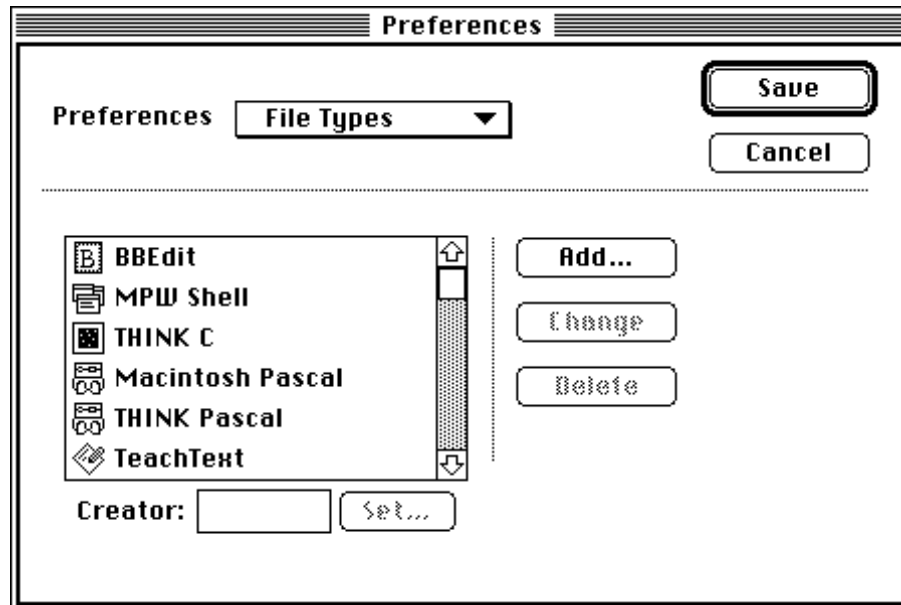 Preferences
Save
Preferences File Types
Cancel
BBEdit
MPW Shell
THINK C
Macintosh Pascal
THINK Pascal
TeachText
Add...
Change
Delete
Creator: Set...